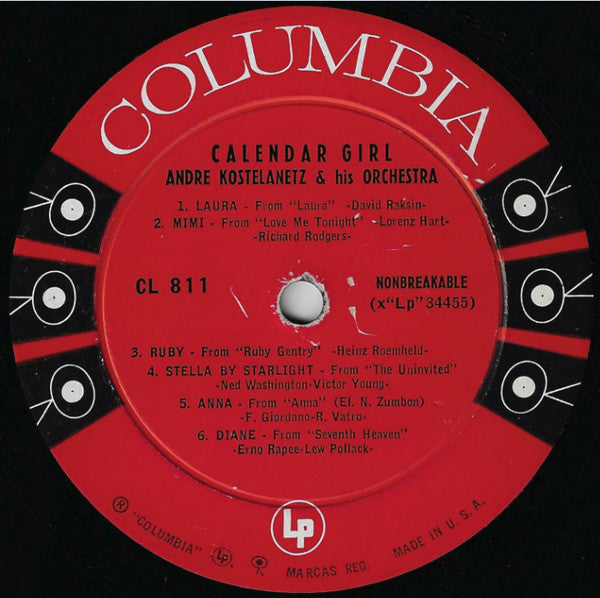 COLUMBIA
CALENDAR GIRL
ANDRE KOSTELANETZ & his ORCHESTRA
1. LAURA - From "Laura" -David Raksin-
2. MIMI - From "Love Me Tonight" -Lorenz Hart-
-Richard Rodgers-
CL 811
NONBREAKABLE
(x"Lp" 34455)
3. RUBY - From "Ruby Gentry" -Heinz Roemheld-
4. STELLA BY STARLIGHT - From "The Uninvited"
-Ned Washington-Victor Young-
5. ANNA - From "Anna" (El. N. Zumbon)
-F. Giordano-R. Vatro-
6. DIANE - From "Seventh Heaven"
-Erno Rapee-Lew Pollack-
Lp
® "COLUMBIA" Lp MARCAS REG. MADE IN U. S. A.